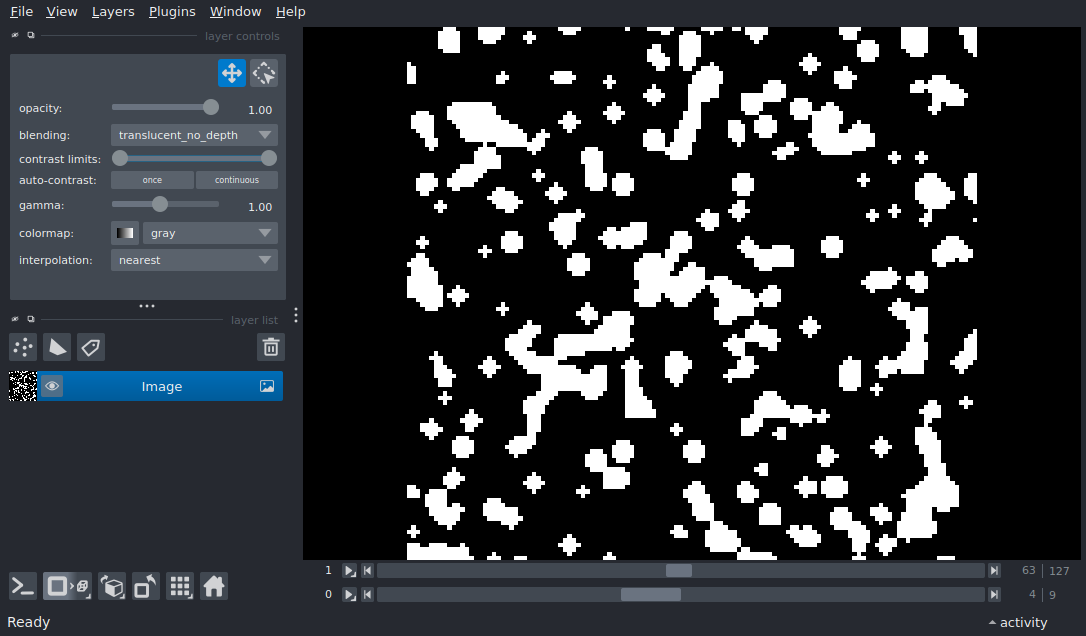 File View Layers Plugins Window Help
layer controls
opacity: 1.00
blending: translucent_no_depth
contrast limits:
auto-contrast: once continuous
gamma: 1.00
colormap: gray
interpolation: nearest
layer list
Image
1 63 127
0 4 9
Ready activity